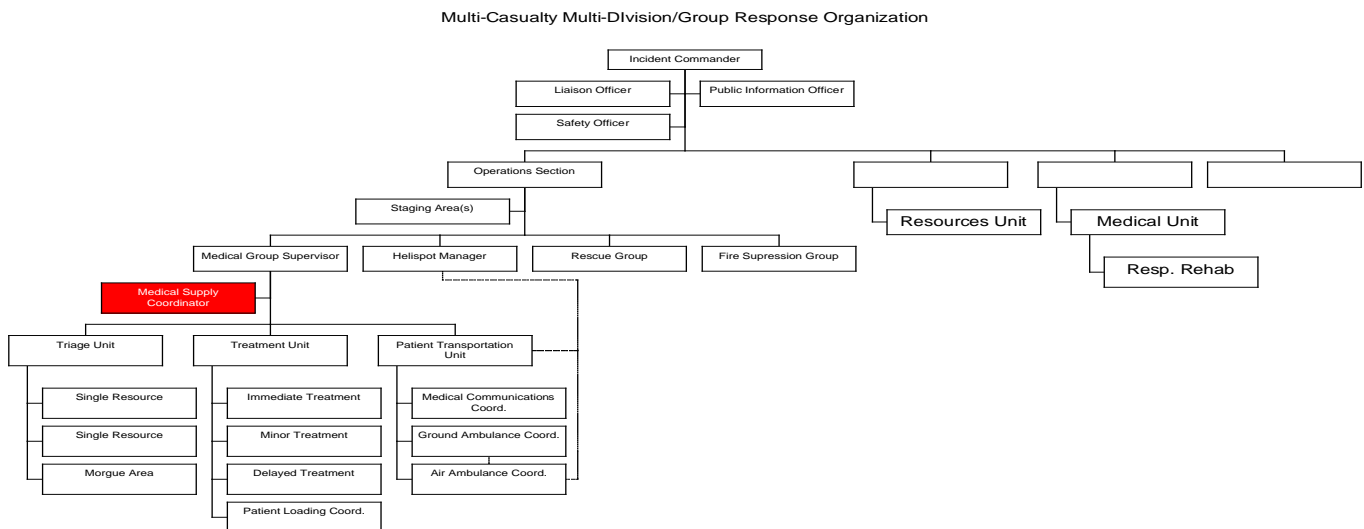 Multi-Casualty Multi-DIvision/Group Response Organization
Incident Commander
Liaison Officer
Public Information Officer
Safety Officer
Operations Section
Staging Area(s)
Resources Unit
Medical Unit
Medical Group Supervisor
Helispot Manager
Rescue Group
Fire Supression Group
Resp. Rehab
Medical Supply
Coordinator
Triage Unit
Treatment Unit
Patient Transportation
Unit
Single Resource
Immediate Treatment
Medical Communications
Coord.
Single Resource
Minor Treatment
Ground Ambulance Coord.
Morgue Area
Delayed Treatment
Air Ambulance Coord.
Patient Loading Coord.